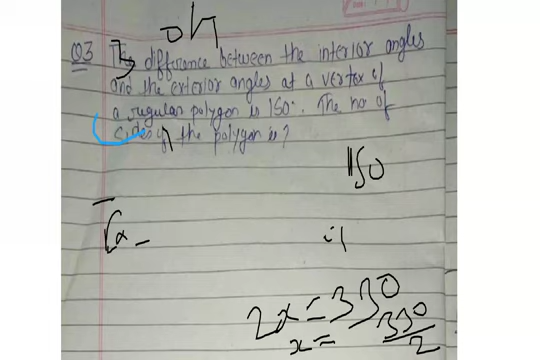 Q3 The difference between the interior angles
and the exterior angles at a vertex of
a regular polygon is 150°. The no of
sides of the polygon is?
150
2x = 330
x = 330/2